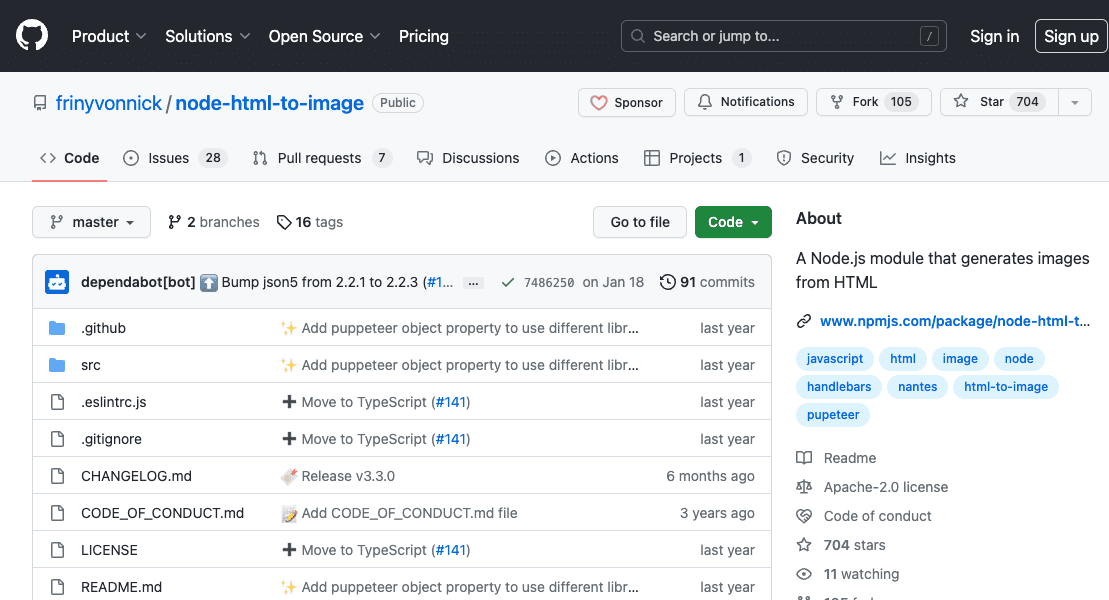 Product Solutions Open Source Pricing Search or jump to... / Sign in Sign up
frinyvonnick/node-html-to-image Public Sponsor Notifications Fork 105 Star 704
Code Issues 28 Pull requests 7 Discussions Actions Projects 1 Security Insights
master 2 branches 16 tags Go to file Code
dependabot[bot] ⬆️ Bump json5 from 2.2.1 to 2.2.3 (#1... ... 7486250 on Jan 18 91 commits
.github ✨ Add puppeteer object property to use different libr... last year
src ✨ Add puppeteer object property to use different libr... last year
.eslintrc.js ➕ Move to TypeScript (#141) last year
.gitignore ➕ Move to TypeScript (#141) last year
CHANGELOG.md 🔖 Release v3.3.0 6 months ago
CODE_OF_CONDUCT.md 📝 Add CODE_OF_CONDUCT.md file 3 years ago
LICENSE ➕ Move to TypeScript (#141) last year
README.md ✨ Add puppeteer object property to use different libr... last year
About
A Node.js module that generates images
from HTML
www.npmjs.com/package/node-html-t...
javascript html image node
handlebars nantes html-to-image
pupeteer
Readme
Apache-2.0 license
Code of conduct
704 stars
11 watching